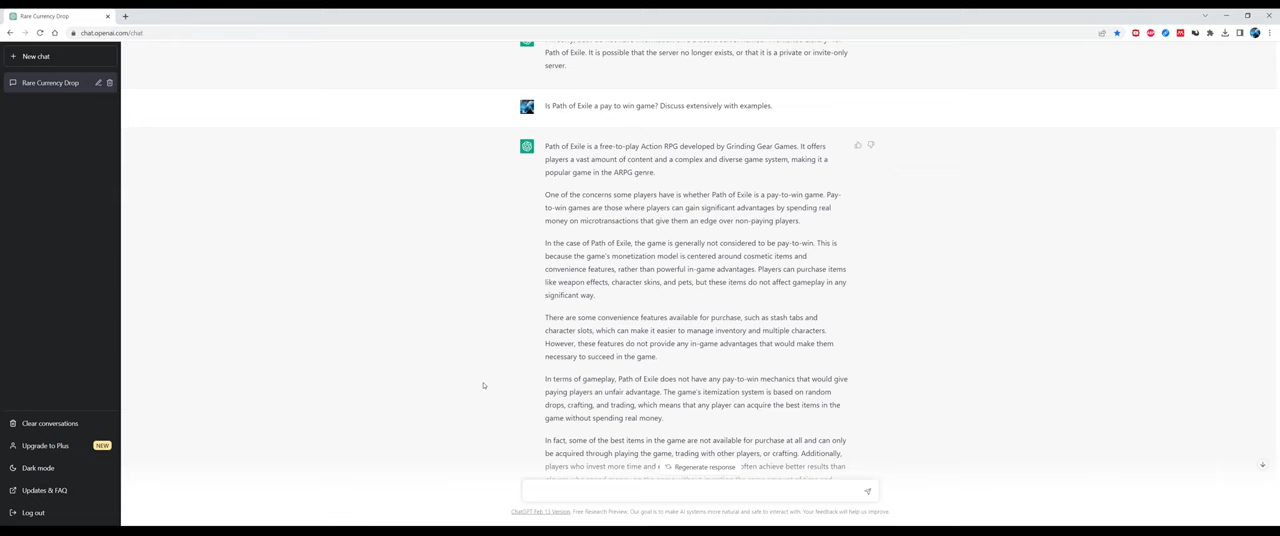 Rare Currency Drop
chat.openai.com/chat
New chat
Rare Currency Drop
Path of Exile. It is possible that the server no longer exists, or that it is a private or invite-only
server.
Is Path of Exile a pay to win game? Discuss extensively with examples.
Path of Exile is a free-to-play Action RPG developed by Grinding Gear Games. It offers
players a vast amount of content and a complex and diverse game system, making it a
popular game in the ARPG genre.
One of the concerns some players have is whether Path of Exile is a pay-to-win game. Pay-
to-win games are those where players can gain significant advantages by spending real
money on microtransactions that give them an edge over non-paying players.
In the case of Path of Exile, the game is generally not considered to be pay-to-win. This is
because the game's monetization model is centered around cosmetic items and
convenience features, rather than powerful in-game advantages. Players can purchase items
like weapon effects, character skins, and pets, but these items do not affect gameplay in any
significant way.
There are some convenience features available for purchase, such as stash tabs and
character slots, which can make it easier to manage inventory and multiple characters.
However, these features do not provide any in-game advantages that would make them
necessary to succeed in the game.
In terms of gameplay, Path of Exile does not have any pay-to-win mechanics that would give
paying players an unfair advantage. The game's itemization system is based on random
drops, crafting, and trading, which means that any player can acquire the best items in the
game without spending real money.
In fact, some of the best items in the game are not available for purchase at all and can only
be acquired through playing the game, trading with other players, or crafting. Additionally,
players who invest more time and often achieve better results than
Regenerate response
Clear conversations
Upgrade to Plus NEW
Dark mode
Updates & FAQ
Log out
ChatGPT Feb 13 Version. Free Research Preview. Our goal is to make AI systems more natural and safe to interact with. Your feedback will help us improve.